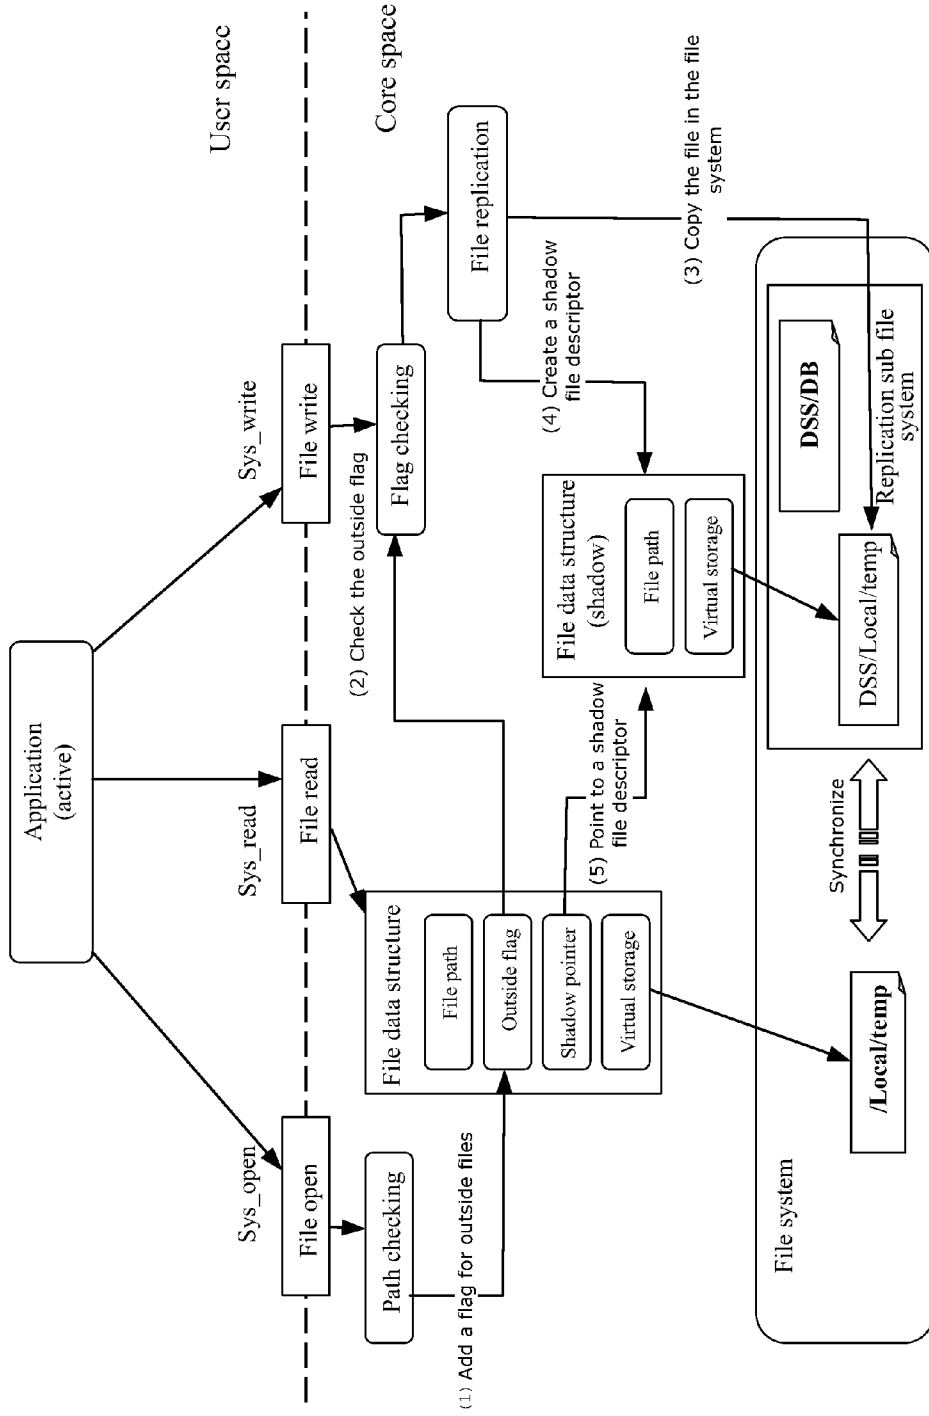 Application
(active)
User space
Sys_open
Sys_read
Sys_write
File open
File read
File write
Core space
Path checking
(1) Add a flag for outside files
(2) Check the outside flag
Flag checking
File data structure
File path
Outside flag
Shadow pointer
Virtual storage
File replication
(4) Create a shadow
file descriptor
(3) Copy the file in the file
system
(5) Point to a shadow
file descriptor
File data structure
(shadow)
File path
Virtual storage
File system
/Local/temp
Synchronize
DSS/Local/temp
DSS/DB
Replication sub file
system